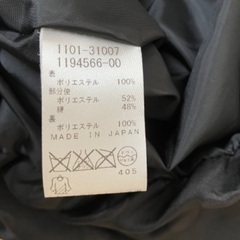 1101-31007
1194566-00
表
ポリエステル 100%
部分使
ポリエステル 52%
綿 48%
裏
ポリエステル 100%
MADE IN JAPAN
405